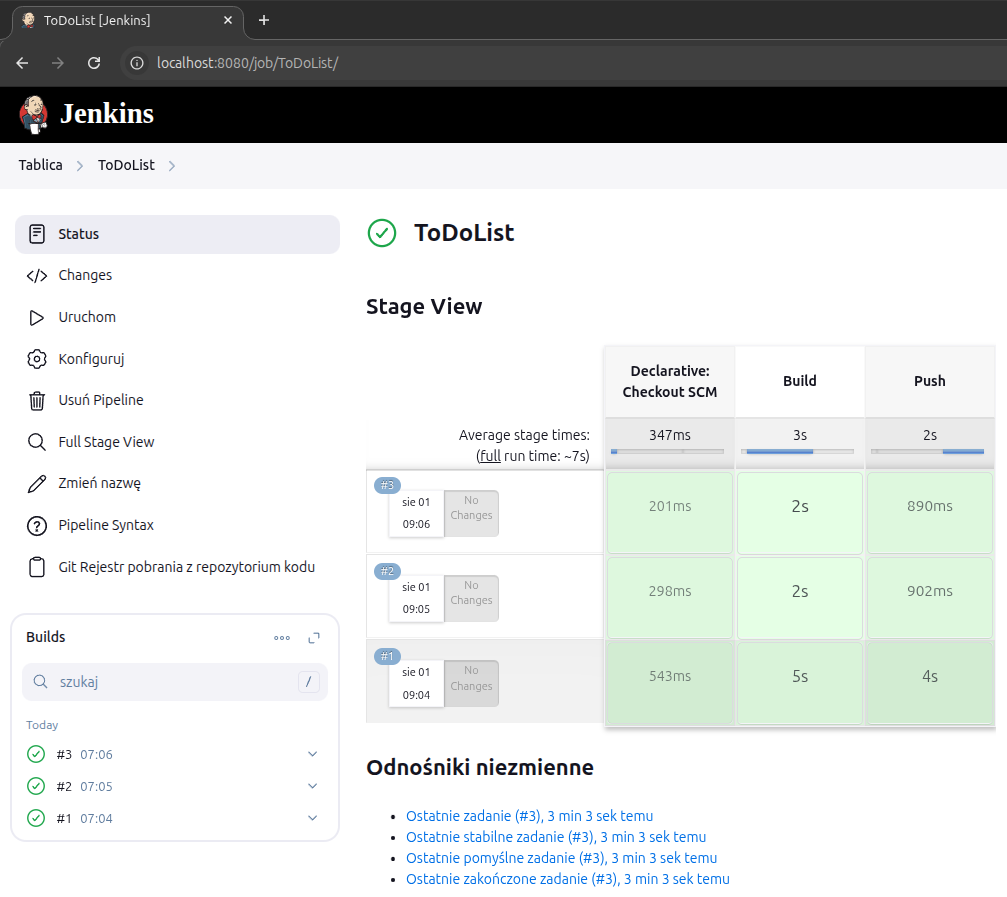 ToDoList [Jenkins]
localhost:8080/job/ToDoList/
Jenkins
Tablica
ToDoList
Status
Changes
Uruchom
Konfiguruj
Usuń Pipeline
Full Stage View
Zmień nazwę
Pipeline Syntax
Git Rejestr pobrania z repozytorium kodu
Builds
szukaj /
Today
#3 07:06
#2 07:05
#1 07:04
ToDoList
Stage View
Declarative:
Checkout SCM
Build
Push
Average stage times:
(full run time: ~7s)
347ms
3s
2s
#3
sie 01
09:06
No
Changes
201ms
2s
890ms
#2
sie 01
09:05
No
Changes
298ms
2s
902ms
#1
sie 01
09:04
No
Changes
543ms
5s
4s
Odnośniki niezmienne
Ostatnie zadanie (#3), 3 min 3 sek temu
Ostatnie stabilne zadanie (#3), 3 min 3 sek temu
Ostatnie pomyślne zadanie (#3), 3 min 3 sek temu
Ostatnie zakończone zadanie (#3), 3 min 3 sek temu